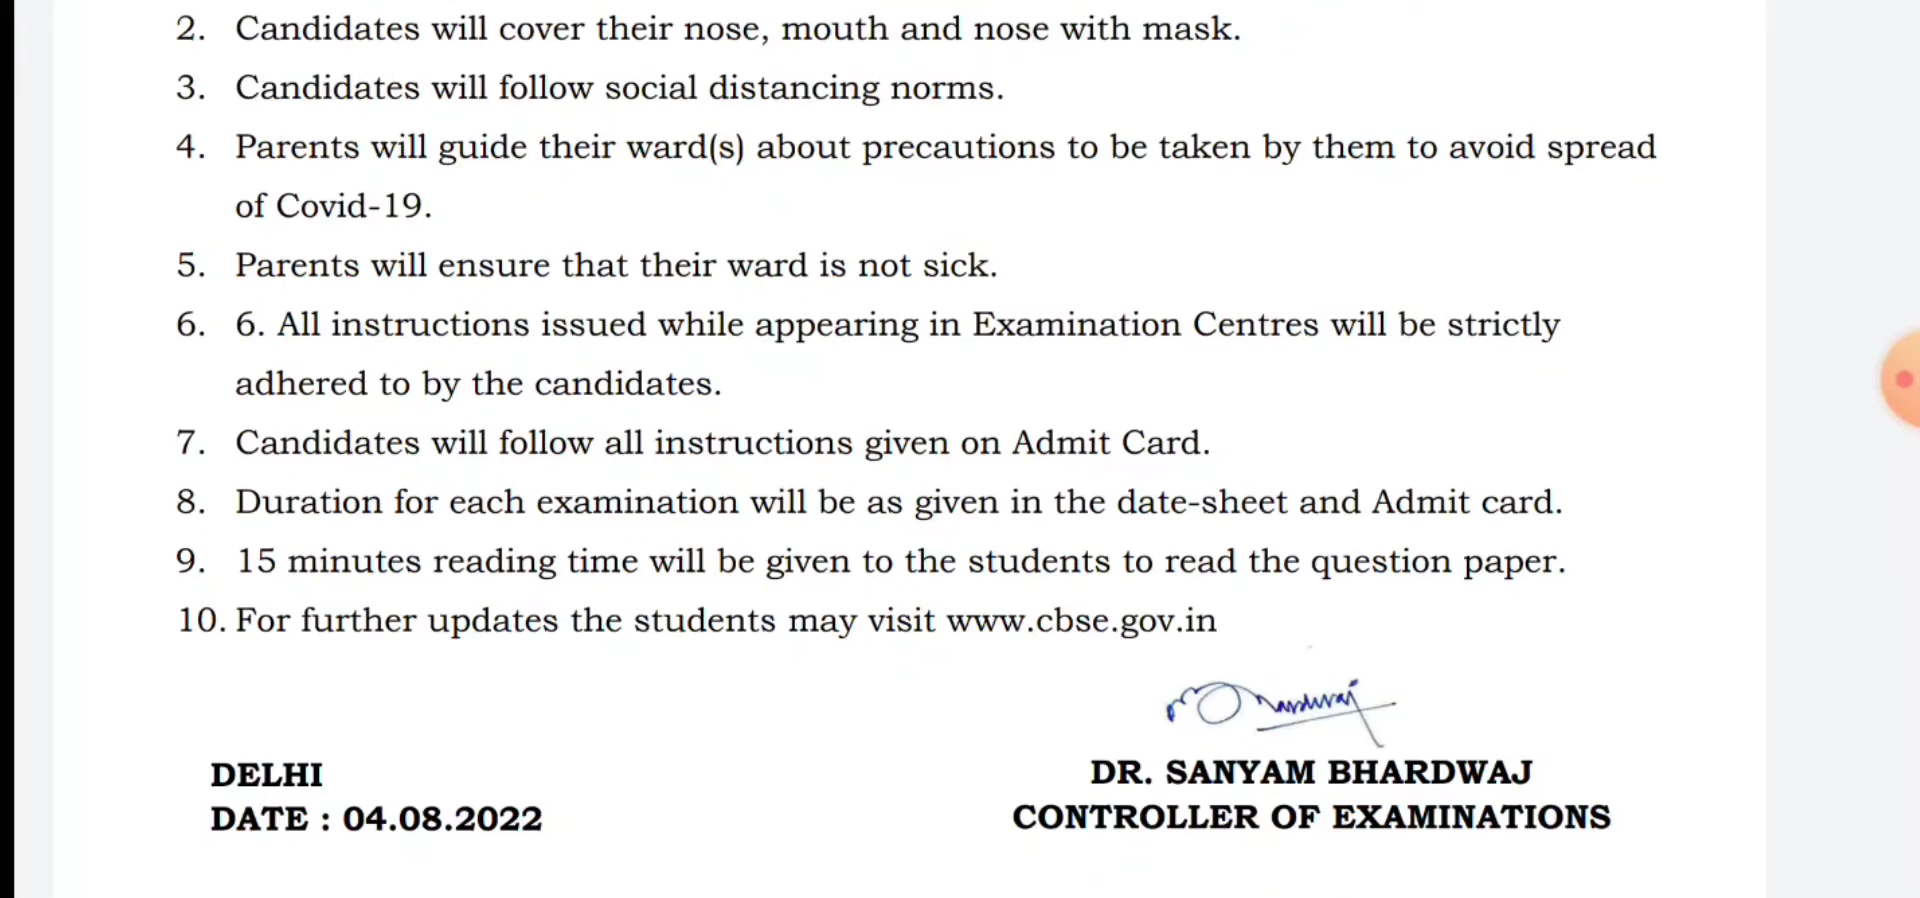 2. Candidates will cover their nose, mouth and nose with mask.
3. Candidates will follow social distancing norms.
4. Parents will guide their ward(s) about precautions to be taken by them to avoid spread
of Covid-19.
5. Parents will ensure that their ward is not sick.
6. 6. All instructions issued while appearing in Examination Centres will be strictly
adhered to by the candidates.
7. Candidates will follow all instructions given on Admit Card.
8. Duration for each examination will be as given in the date-sheet and Admit card.
9. 15 minutes reading time will be given to the students to read the question paper.
10. For further updates the students may visit www.cbse.gov.in
DELHI
DATE : 04.08.2022
DR. SANYAM BHARDWAJ
CONTROLLER OF EXAMINATIONS